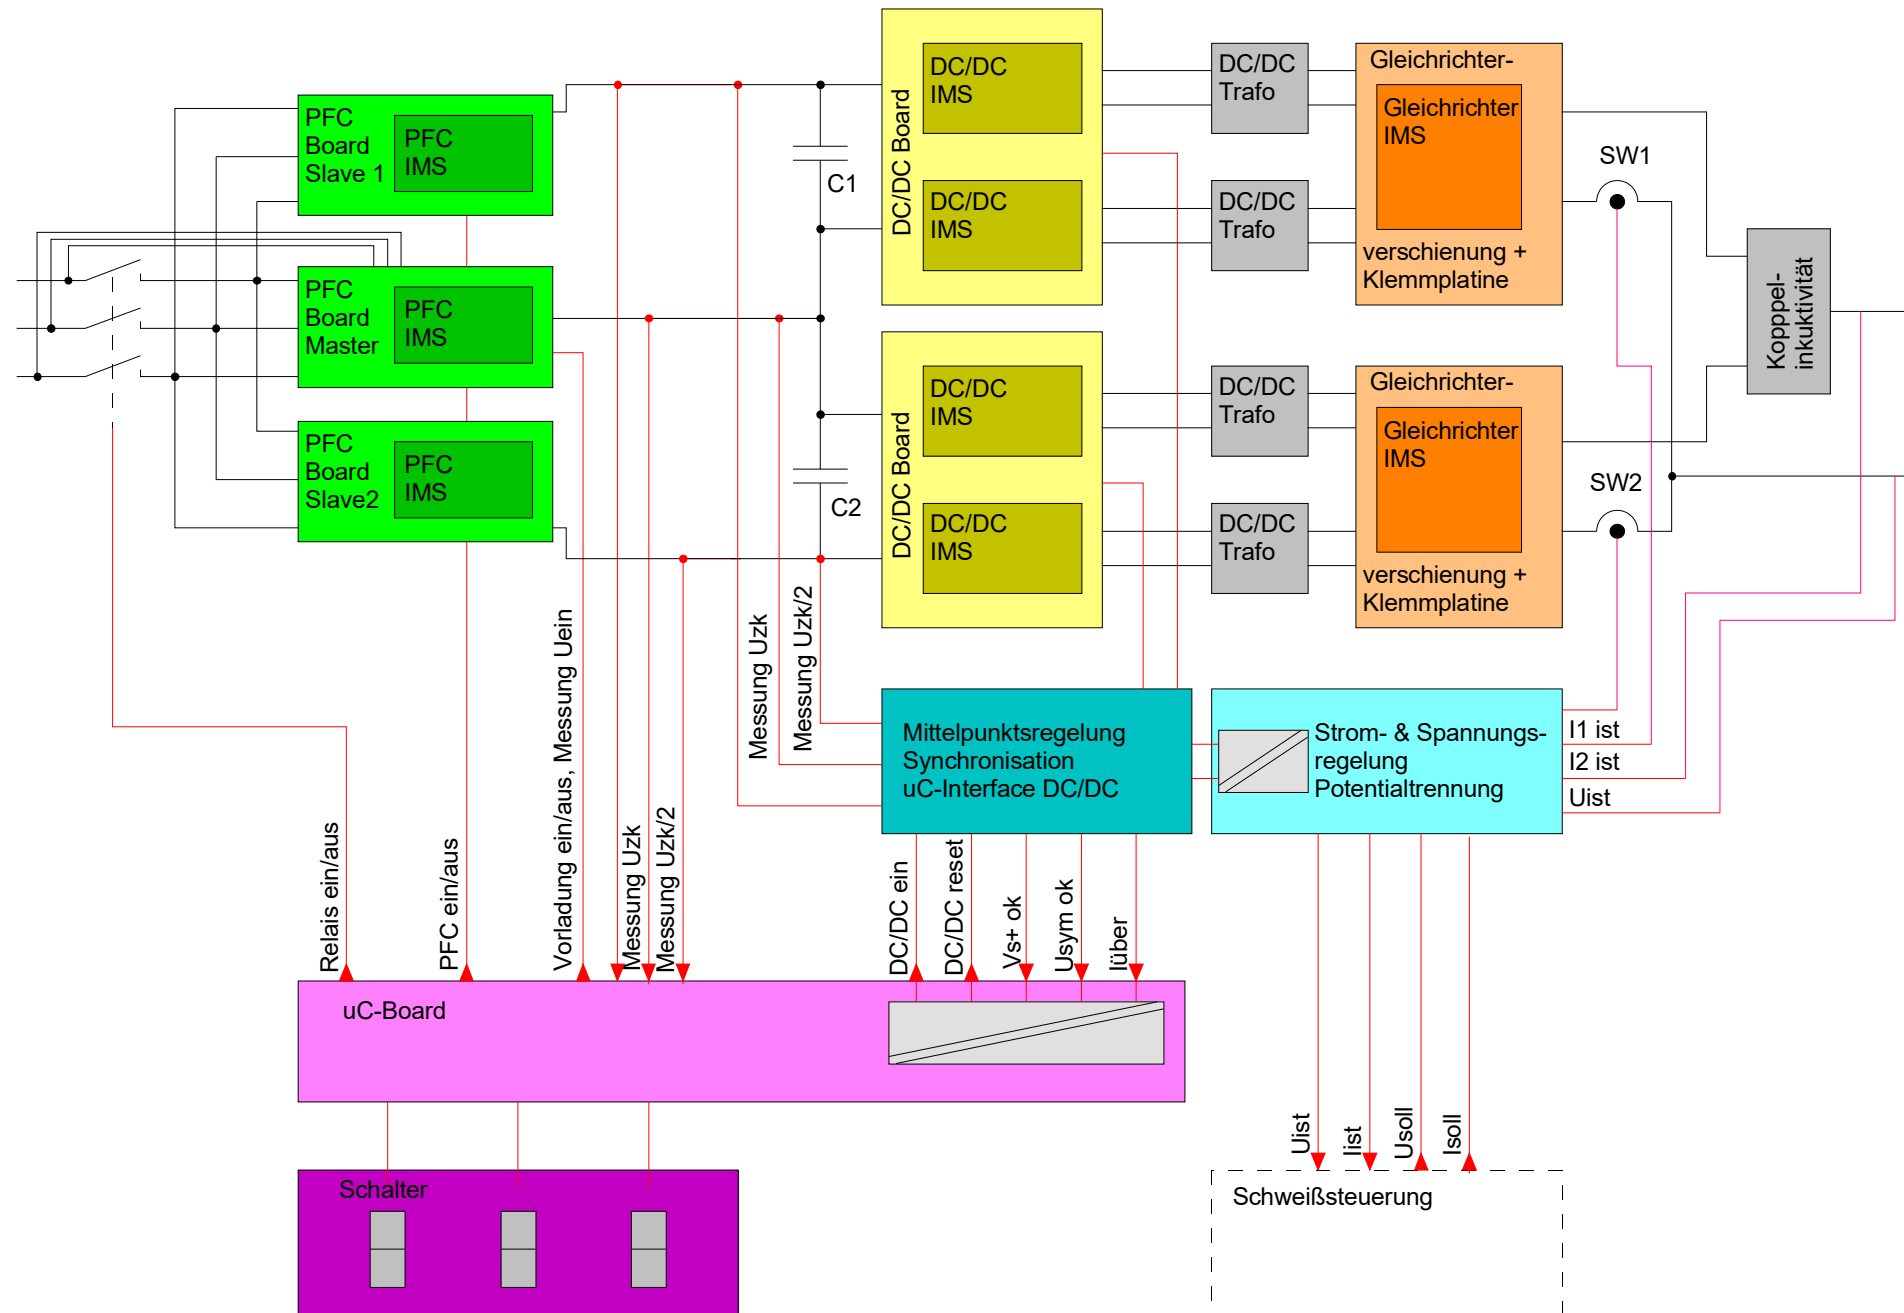 PFC
Board
Slave 1
PFC
IMS
PFC
Board
Master
PFC
IMS
PFC
Board
Slave2
PFC
IMS
C1
C2
DC/DC Board
DC/DC
IMS
DC/DC
IMS
DC/DC Board
DC/DC
IMS
DC/DC
IMS
DC/DC
Trafo
DC/DC
Trafo
DC/DC
Trafo
DC/DC
Trafo
Gleichrichter-
Gleichrichter
IMS
verschienung +
Klemmplatine
Gleichrichter-
Gleichrichter
IMS
verschienung +
Klemmplatine
SW1
SW2
Kopppel-
inkuktivität
Messung Uzk
Messung Uzk/2
Mittelpunktsregelung
Synchronisation
uC-Interface DC/DC
Strom- & Spannungs-
regelung
Potentialtrennung
I1 ist
I2 ist
Uist
Relais ein/aus
PFC ein/aus
Vorladung ein/aus, Messung Uein
Messung Uzk
Messung Uzk/2
DC/DC ein
DC/DC reset
Vs+ ok
Usym ok
Iüber
uC-Board
Uist
Iist
Usoll
Isoll
Schalter
Schweißsteuerung